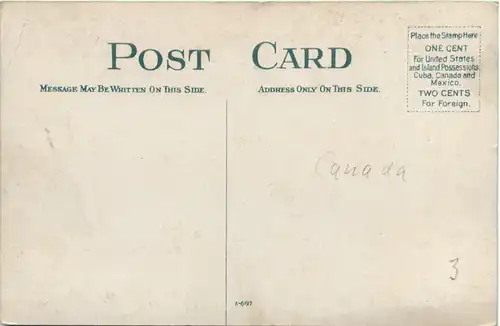 POST CARD
MESSAGE MAY BE WRITTEN ON THIS SIDE.
ADDRESS ONLY ON THIS SIDE.
Place the Stamp Here
ONE CENT
For United States
and Island Possessions
Cuba, Canada and
Mexico.
TWO CENTS
For Foreign.
Canada
3